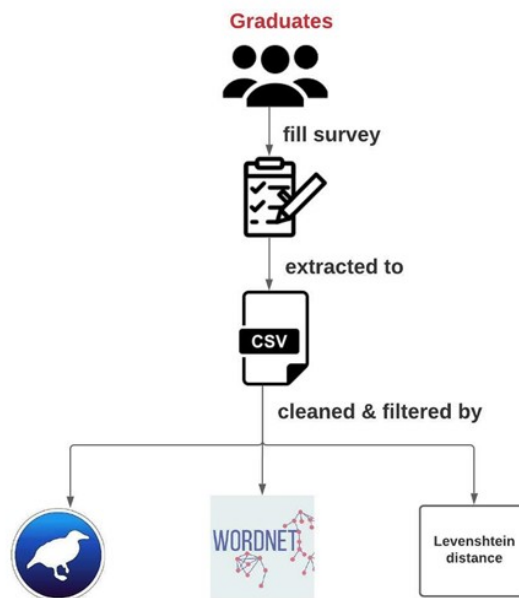 Graduates
fill survey
extracted to
CSV
cleaned & filtered by
WORDNET
Levenshtein
distance